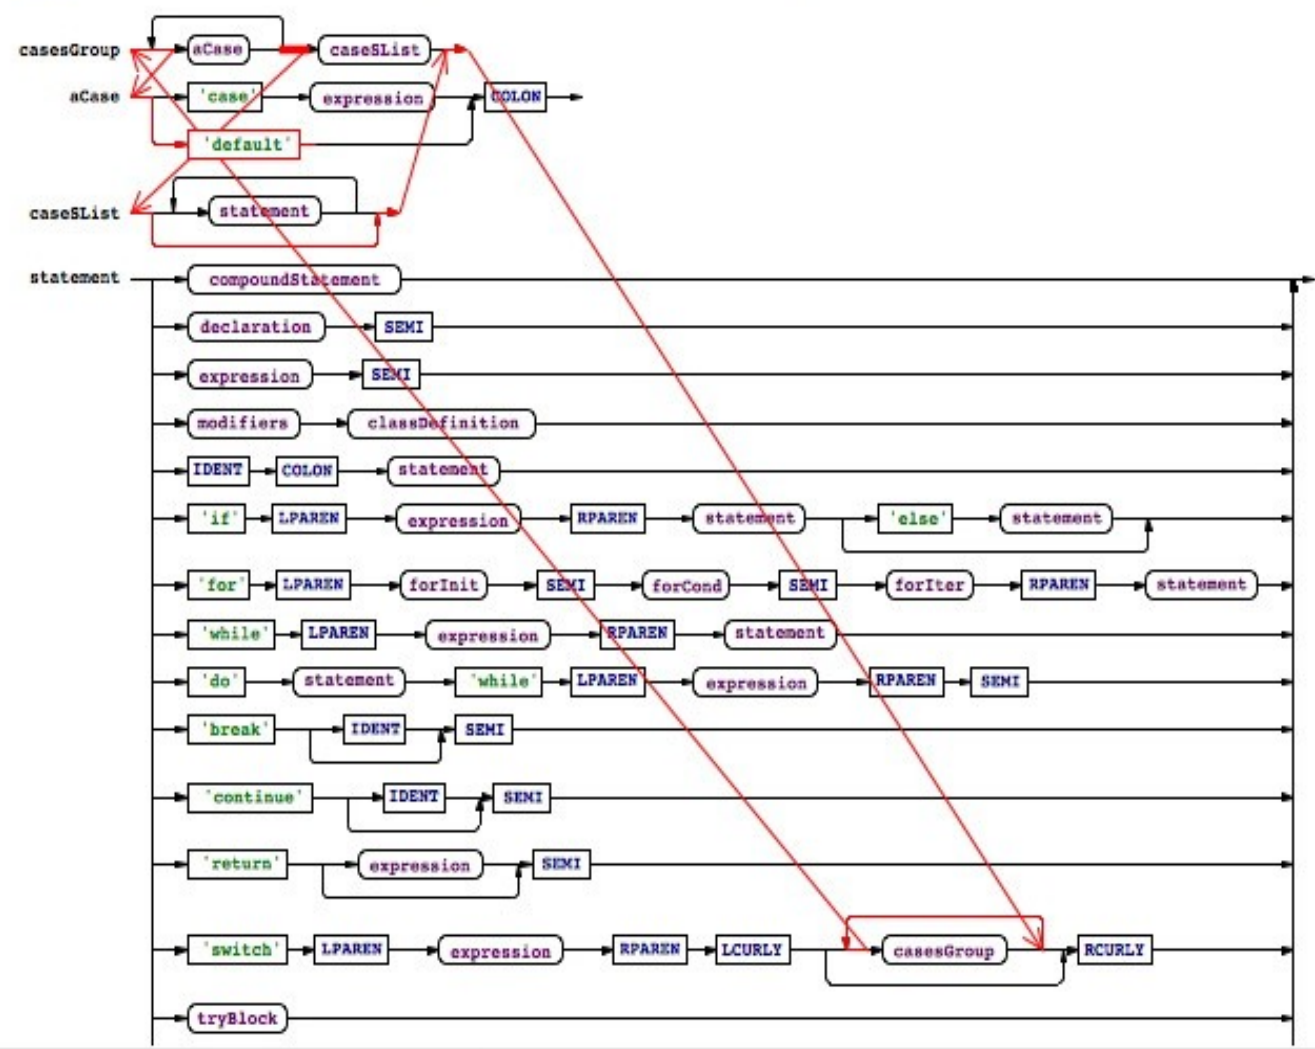 casesGroup aCase caseSList
aCase 'case' expression COLON
'default'
caseSList statement
statement compoundStatement
declaration SEMI
expression SEMI
modifiers classDefinition
IDENT COLON statement
'if' LPAREN expression RPAREN statement 'else' statement
'for' LPAREN forInit SEMI forCond SEMI forIter RPAREN statement
'while' LPAREN expression RPAREN statement
'do' statement 'while' LPAREN expression RPAREN SEMI
'break' IDENT SEMI
'continue' IDENT SEMI
'return' expression SEMI
'switch' LPAREN expression RPAREN LCURLY casesGroup RCURLY
tryBlock